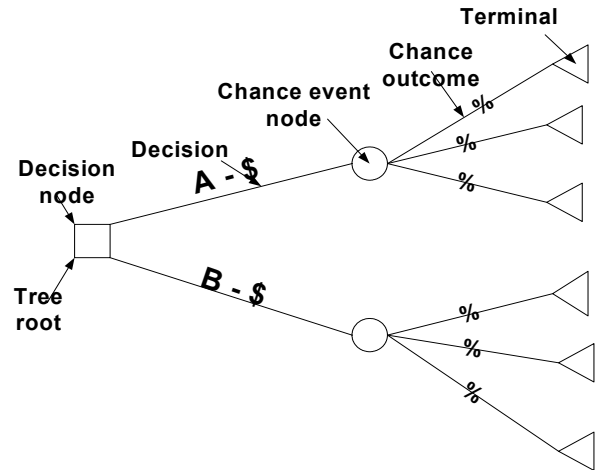 Terminal
Chance
outcome
%
Chance event
node
%
Decision
A - $
%
Decision
node
B - $
Tree
root
%
%
%